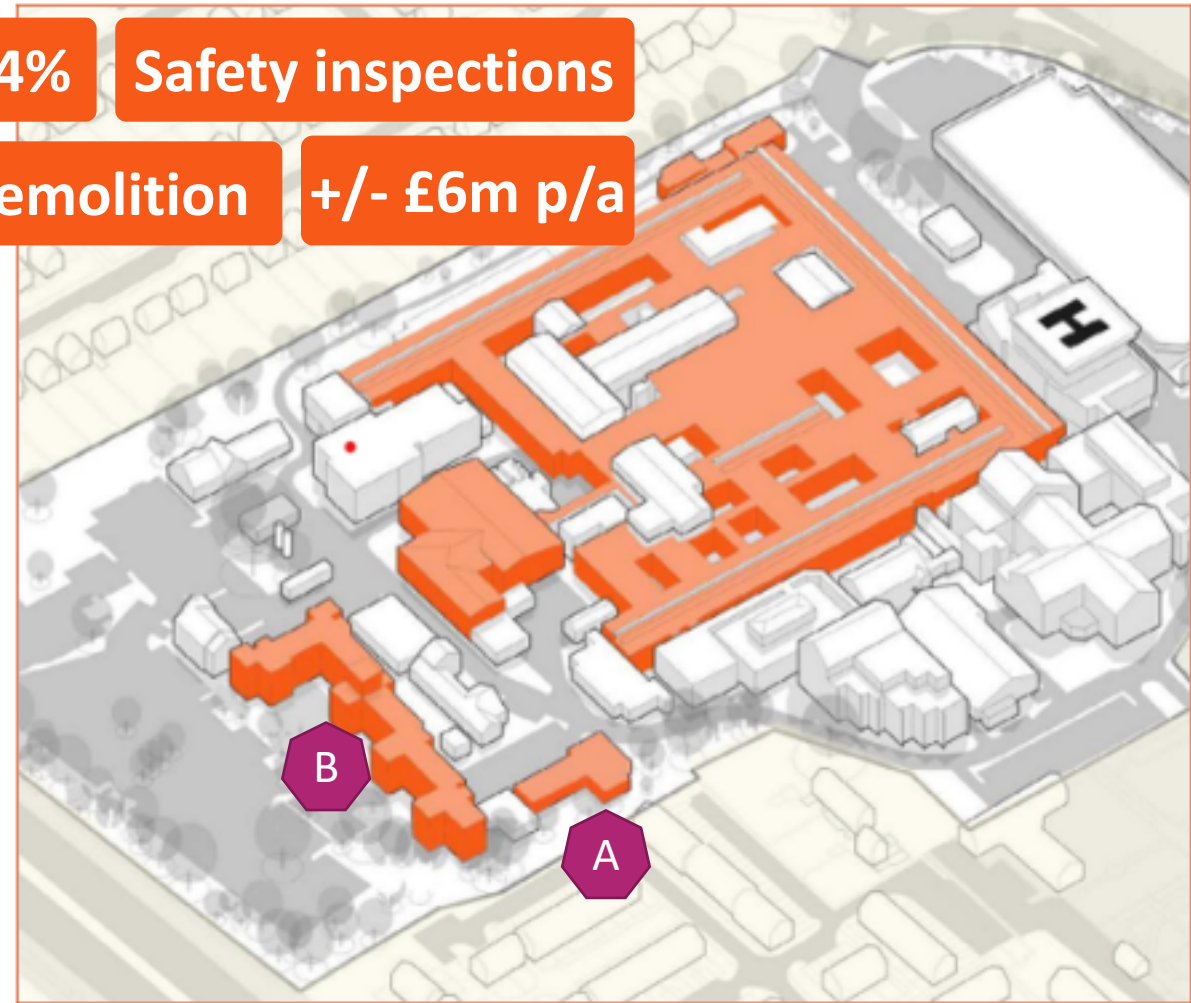 4% Safety inspections
emolition +/- £6m p/a
H
B
A